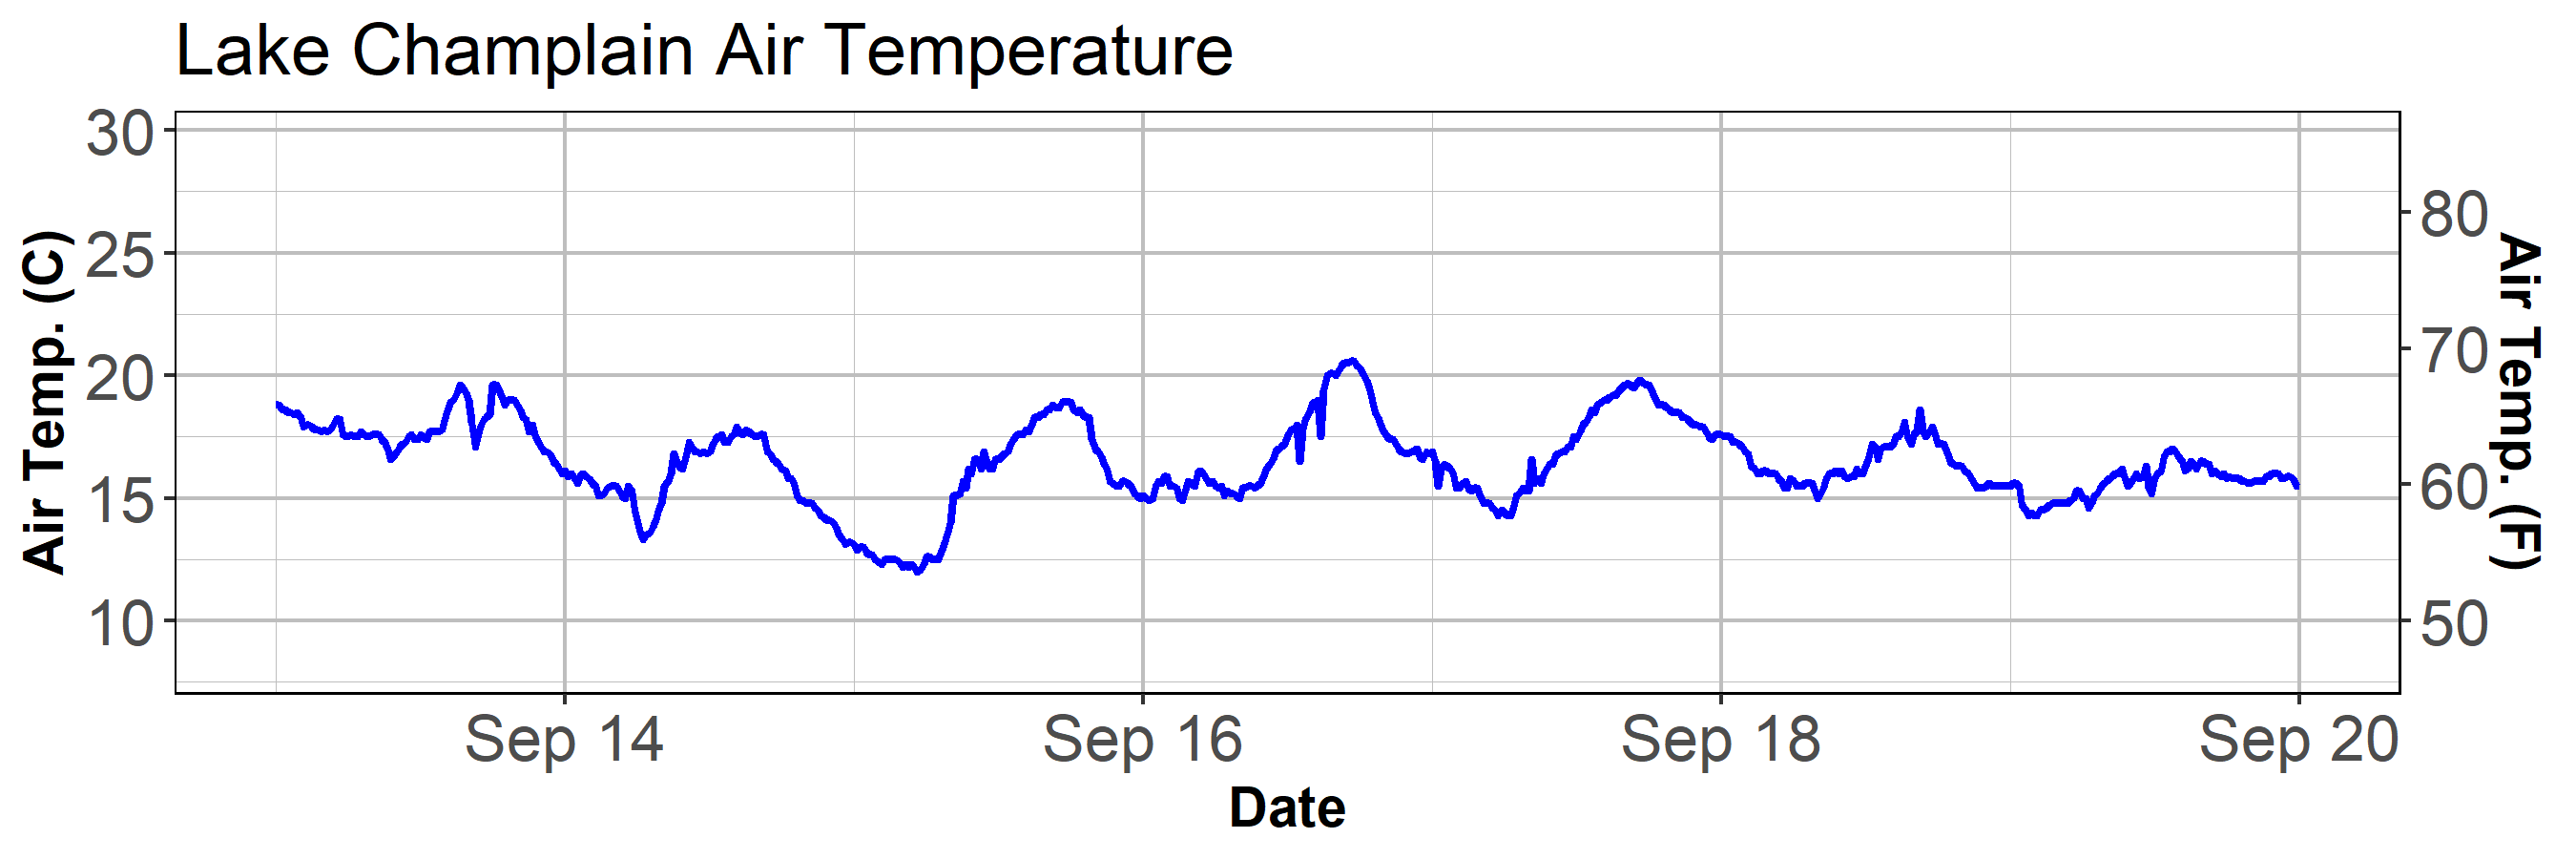 Lake Champlain Air Temperature
30
25
20
15
10
Air Temp. (C)
80
70
60
50
Air Temp. (F)
Sep 14
Sep 16
Sep 18
Sep 20
Date